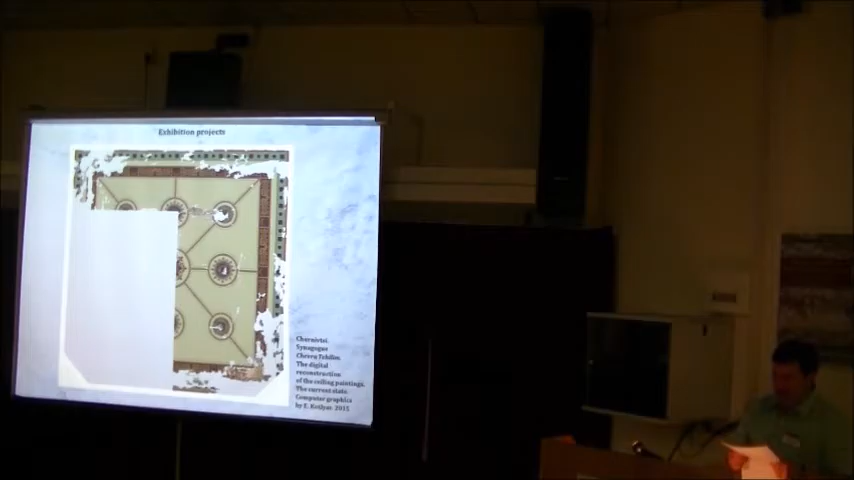 Exhibition projects
Chernivtsi.
Synagogue
Chevra Tehilim.
The digital
reconstruction
of the ceiling paintings.
The current state
Computer graphics
by E. Kotlyar. 2011